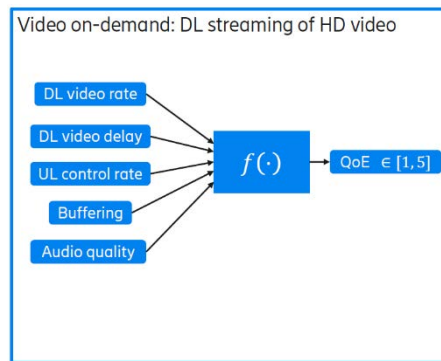 Video on-demand: DL streaming of HD video
DL video rate
DL video delay
UL control rate
Buffering
Audio quality
f(·)
QoE ∈ [1,5]